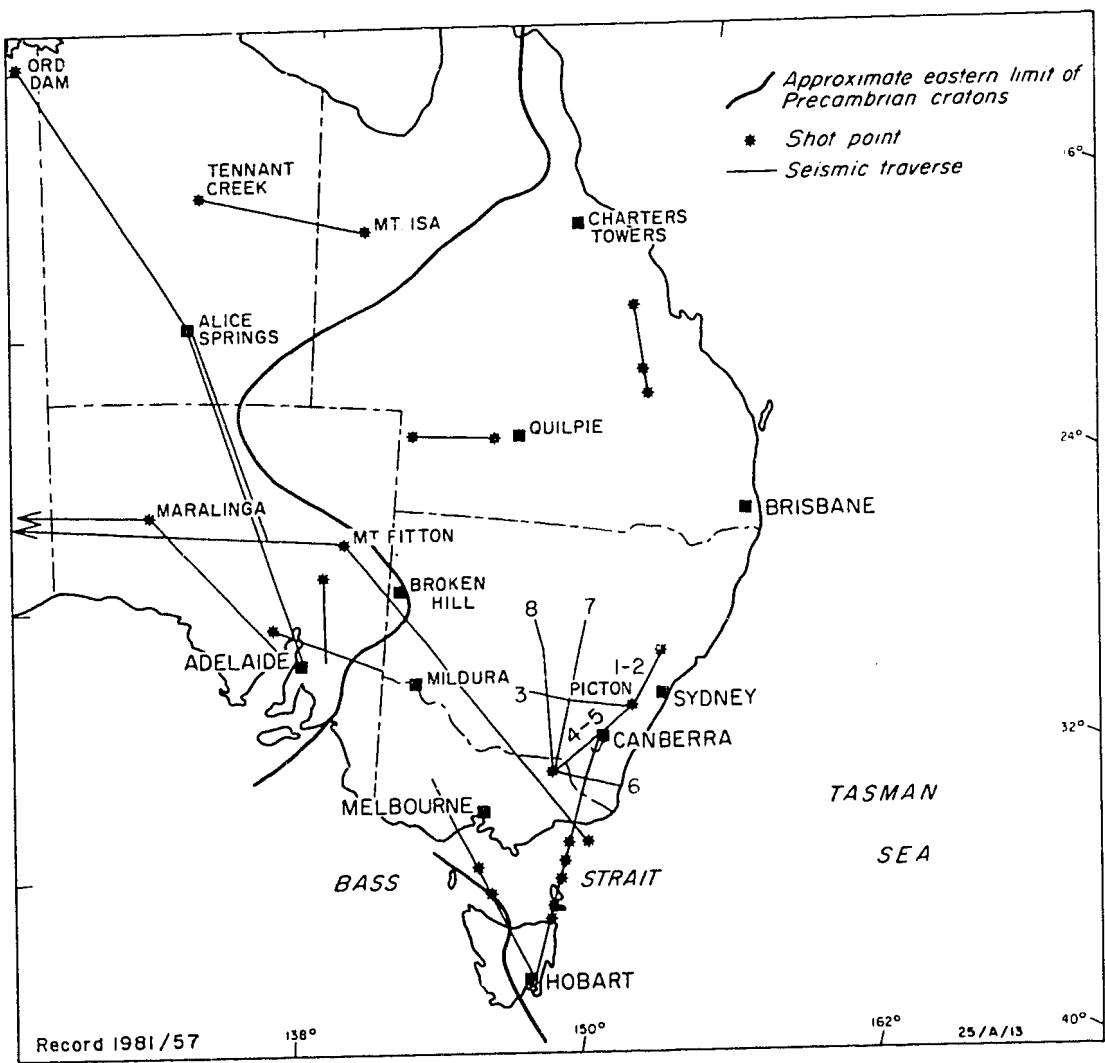 ORD
DAM
Approximate eastern limit of
Precambrian cratons
Shot point
Seismic traverse
16°
TENNANT
CREEK
MT. ISA
CHARTERS
TOWERS
ALICE
SPRINGS
QUILPIE
24°
MARALINGA
BRISBANE
MT FITTON
BROKEN
HILL
8
7
1-2
ADELAIDE
MILDURA
3
PICTON
SYDNEY
4-5
CANBERRA
32°
6
MELBOURNE
TASMAN
SEA
BASS
STRAIT
HOBART
Record 1981/57
138°
150°
162°
25/A/13
40°